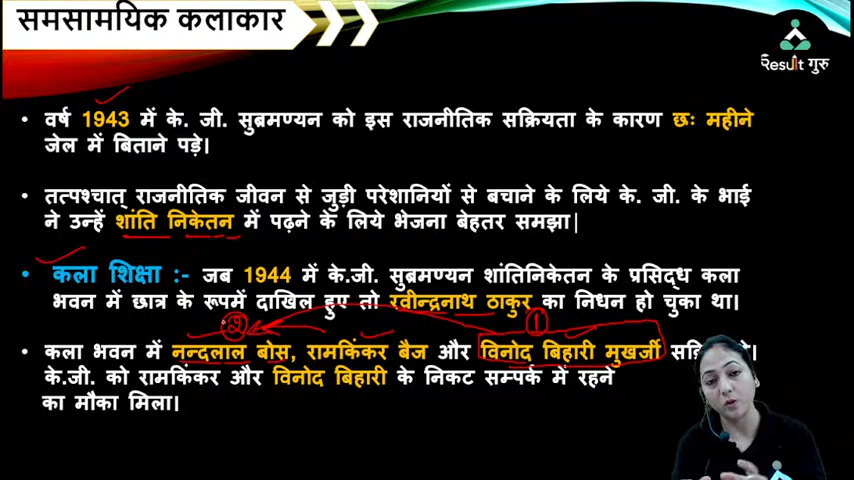 समसामयिक कलाकार
Result गुरु
• वर्ष 1943 में के. जी. सुब्रमण्यन को इस राजनीतिक सक्रियता के कारण छः महीने
जेल में बिताने पड़े।
• तत्पश्चात् राजनीतिक जीवन से जुड़ी परेशानियों से बचाने के लिये के. जी. के भाई
ने उन्हें शांति निकेतन में पढ़ने के लिये भेजना बेहतर समझा|
• कला शिक्षा :- जब 1944 में के.जी. सुब्रमण्यन शांतिनिकेतन के प्रसिद्ध कला
भवन में छात्र के रूपमें दाखिल हुए तो रवीन्द्रनाथ ठाकुर का निधन हो चुका था।
② ①
• कला भवन में नन्दलाल बोस, रामकिंकर बैज और विनोद बिहारी मुखर्जी
के.जी. को रामकिंकर और विनोद बिहारी के निकट सम्पर्क में रहने
का मौका मिला।